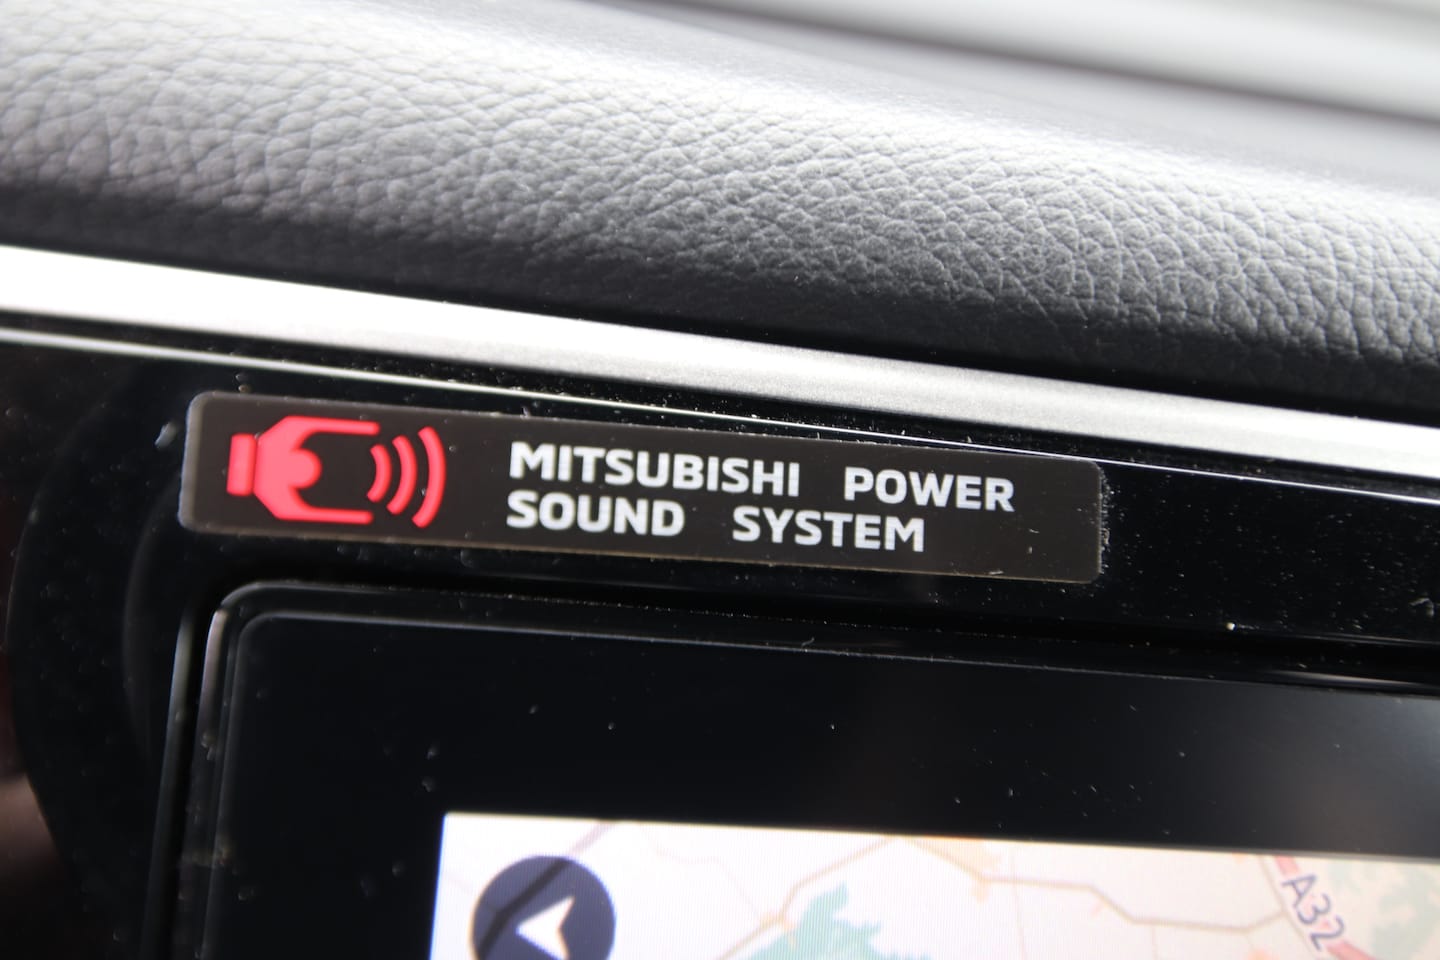 MITSUBISHI POWER
SOUND SYSTEM
A32